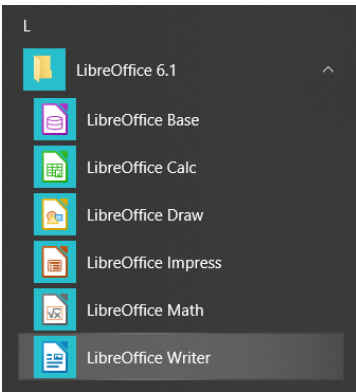 L
LibreOffice 6.1
LibreOffice Base
LibreOffice Calc
LibreOffice Draw
LibreOffice Impress
LibreOffice Math
LibreOffice Writer